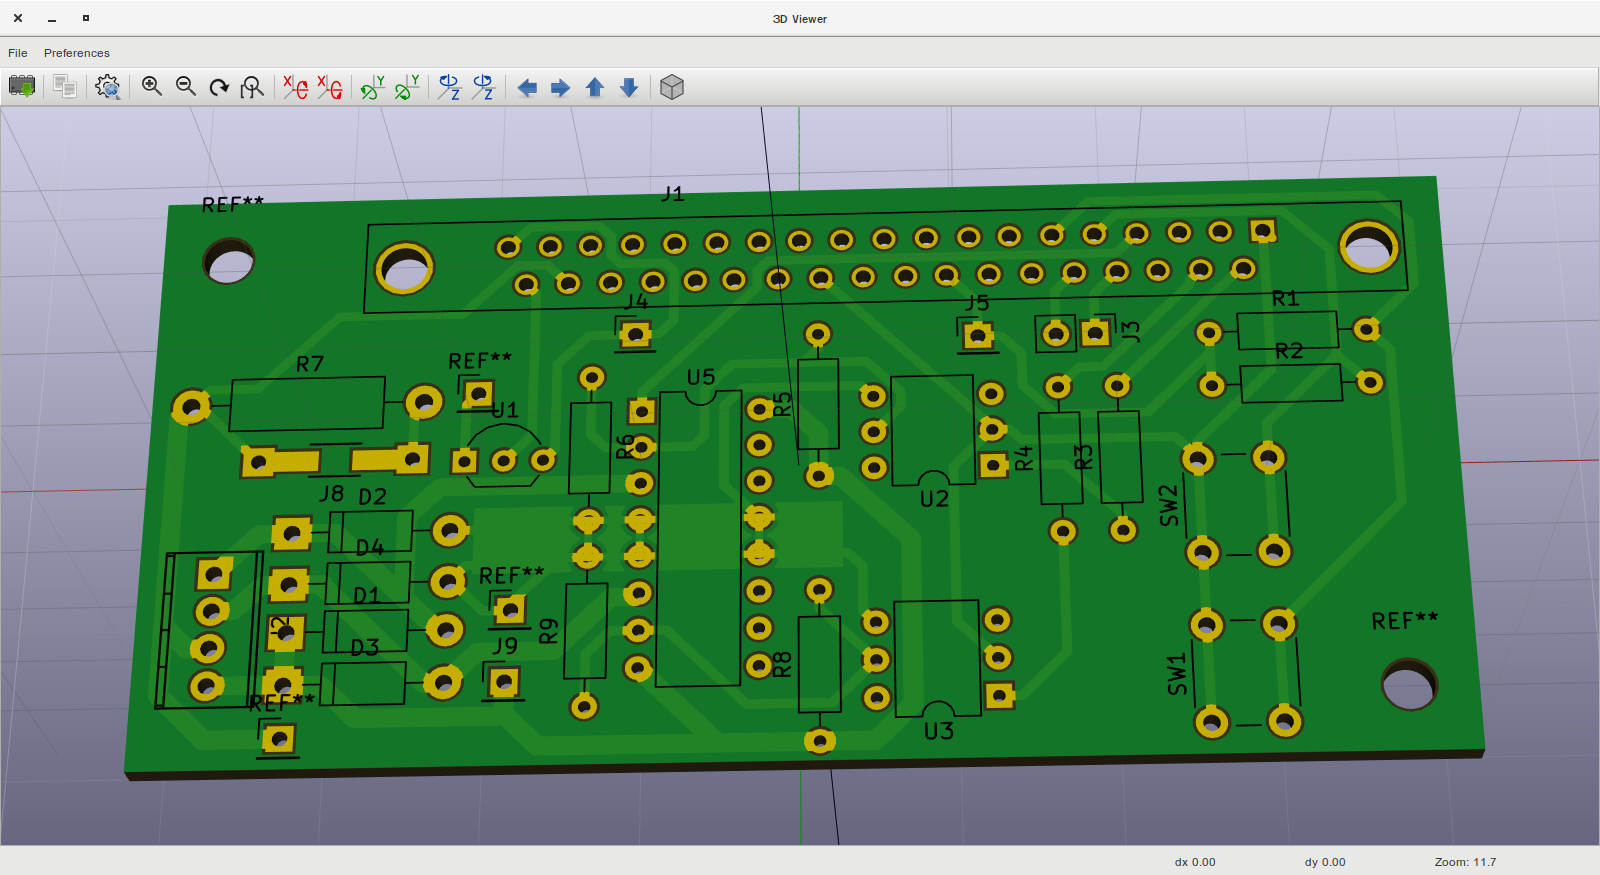 3D Viewer
File Preferences
X X Y Y Z Z
J1
REF**
J4
J5
R1
J3
R2
R7
REF**
U5
U1
R5
R6
R4
R3
J8
D2
U2
SW2
D4
REF**
D1
J2
R9
D3
J9
R8
SW1
REF**
REF**
U3
dx 0.00 dy 0.00 Zoom: 11.7